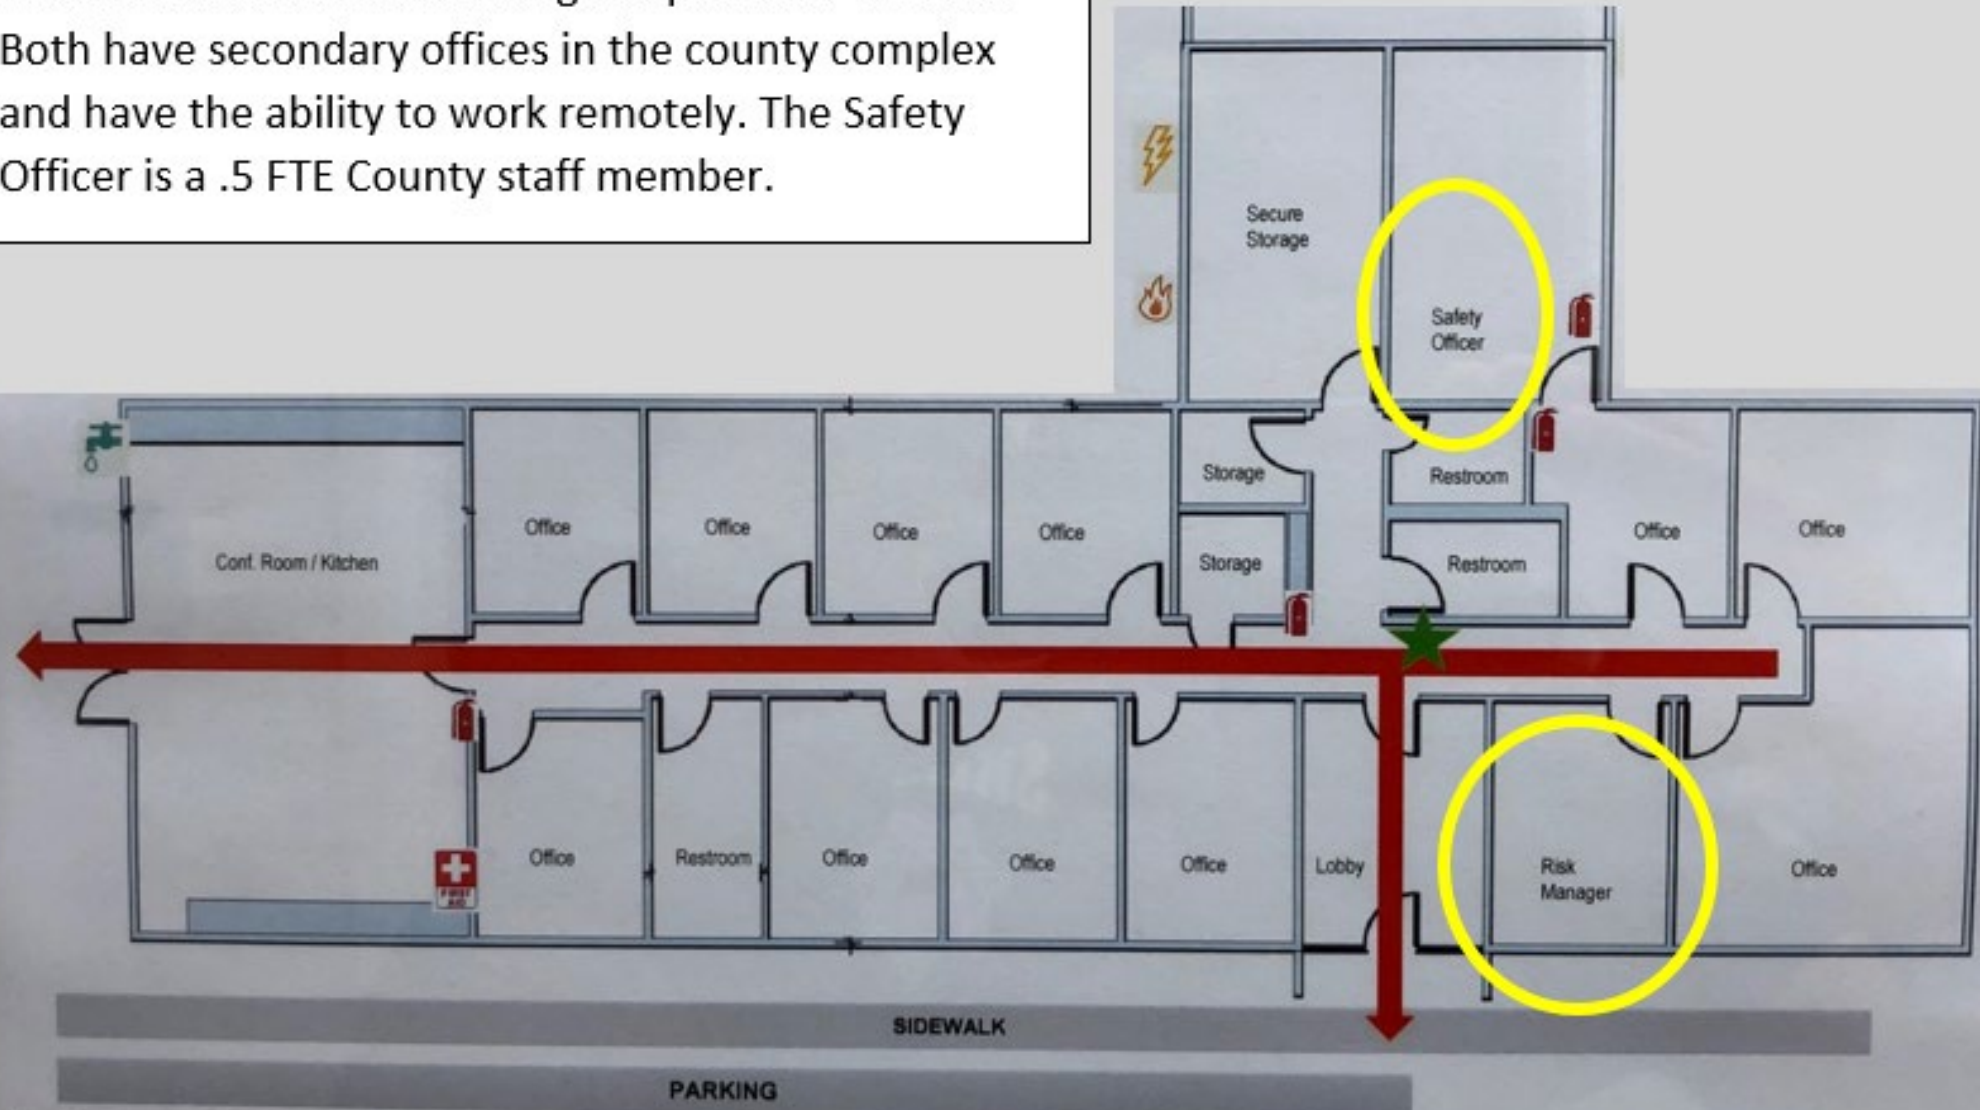 Both have secondary offices in the county complex
and have the ability to work remotely. The Safety
Officer is a .5 FTE County staff member.
Secure
Storage
Safety
Officer
Storage
Restroom
Office
Office
Office
Office
Office
Office
Conf. Room / Kitchen
Storage
Restroom
FIRST
AID
Office
Restroom
Office
Office
Office
Lobby
Risk
Manager
Office
SIDEWALK
PARKING